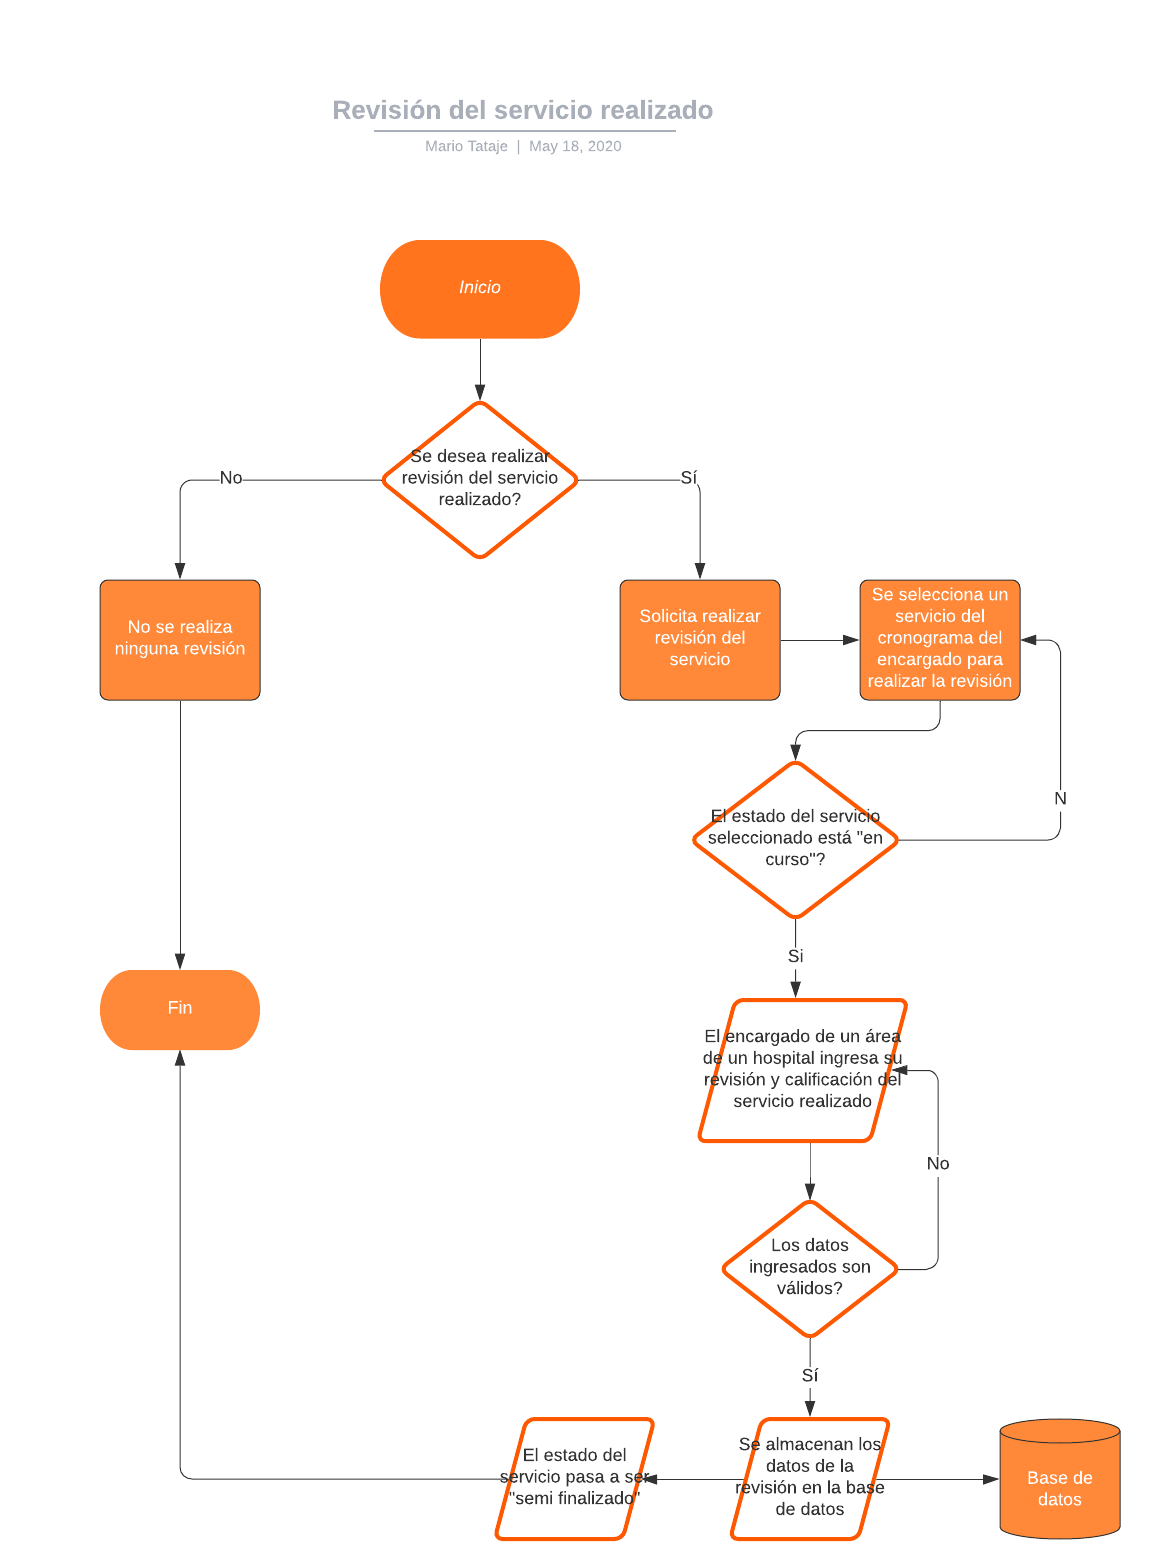 Revisión del servicio realizado
Mario Tataje | May 18, 2020
Inicio
Se desea realizar
revisión del servicio
realizado?
No
Sí
No se realiza
ninguna revisión
Solicita realizar
revisión del
servicio
Se selecciona un
servicio del
cronograma del
encargado para
realizar la revisión
El estado del servicio
seleccionado está "en
curso"?
N
Si
Fin
El encargado de un área
de un hospital ingresa su
revisión y calificación del
servicio realizado
No
Los datos
ingresados son
válidos?
Sí
El estado del
servicio pasa a ser
"semi finalizado"
Se almacenan los
datos de la
revisión en la base
de datos
Base de
datos